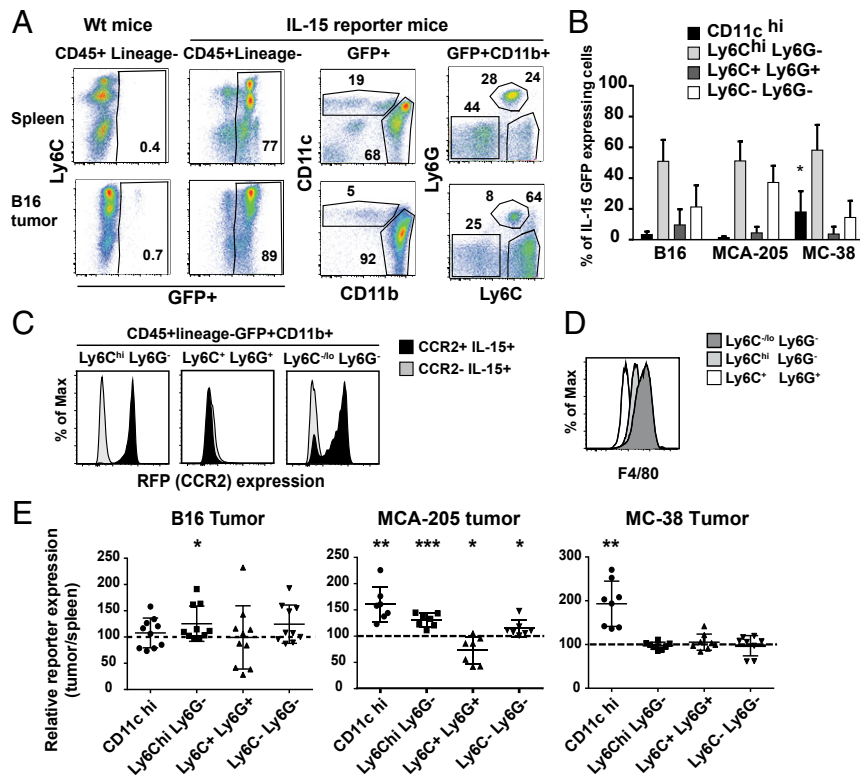 A
Wt mice
IL-15 reporter mice
CD45+ Lineage-
CD45+Lineage-
GFP+
GFP+CD11b+
Spleen
Ly6C
0.4
77
CD11c
19
68
Ly6G
28
24
44
B16
tumor
0.7
89
5
92
8
64
25
GFP+
CD11b
Ly6C
B
CD11c hi
Ly6Chi Ly6G-
Ly6C+ Ly6G+
Ly6C- Ly6G-
% of IL-15 GFP expressing cells
100
80
60
40
20
0
*
B16
MCA-205
MC-38
C
CD45+lineage-GFP+CD11b+
Ly6Chi Ly6G-
Ly6C+ Ly6G+
Ly6C-/lo Ly6G-
CCR2+ IL-15+
CCR2- IL-15+
% of Max
RFP (CCR2) expression
D
Ly6C-/lo Ly6G-
Ly6Chi Ly6G-
Ly6C+ Ly6G+
% of Max
F4/80
E
B16 Tumor
MCA-205 tumor
MC-38 Tumor
Relative reporter expression
(tumor/spleen)
*
250
200
150
100
50
0
CD11c hi
Ly6Chi Ly6G-
Ly6C+ Ly6G+
Ly6C- Ly6G-
**
***
*
*
250
200
150
100
50
0
CD11c hi
Ly6Chi Ly6G-
Ly6C+ Ly6G+
Ly6C- Ly6G-
**
300
200
100
0
CD11c hi
Ly6Chi Ly6G-
Ly6C+ Ly6G+
Ly6C- Ly6G-